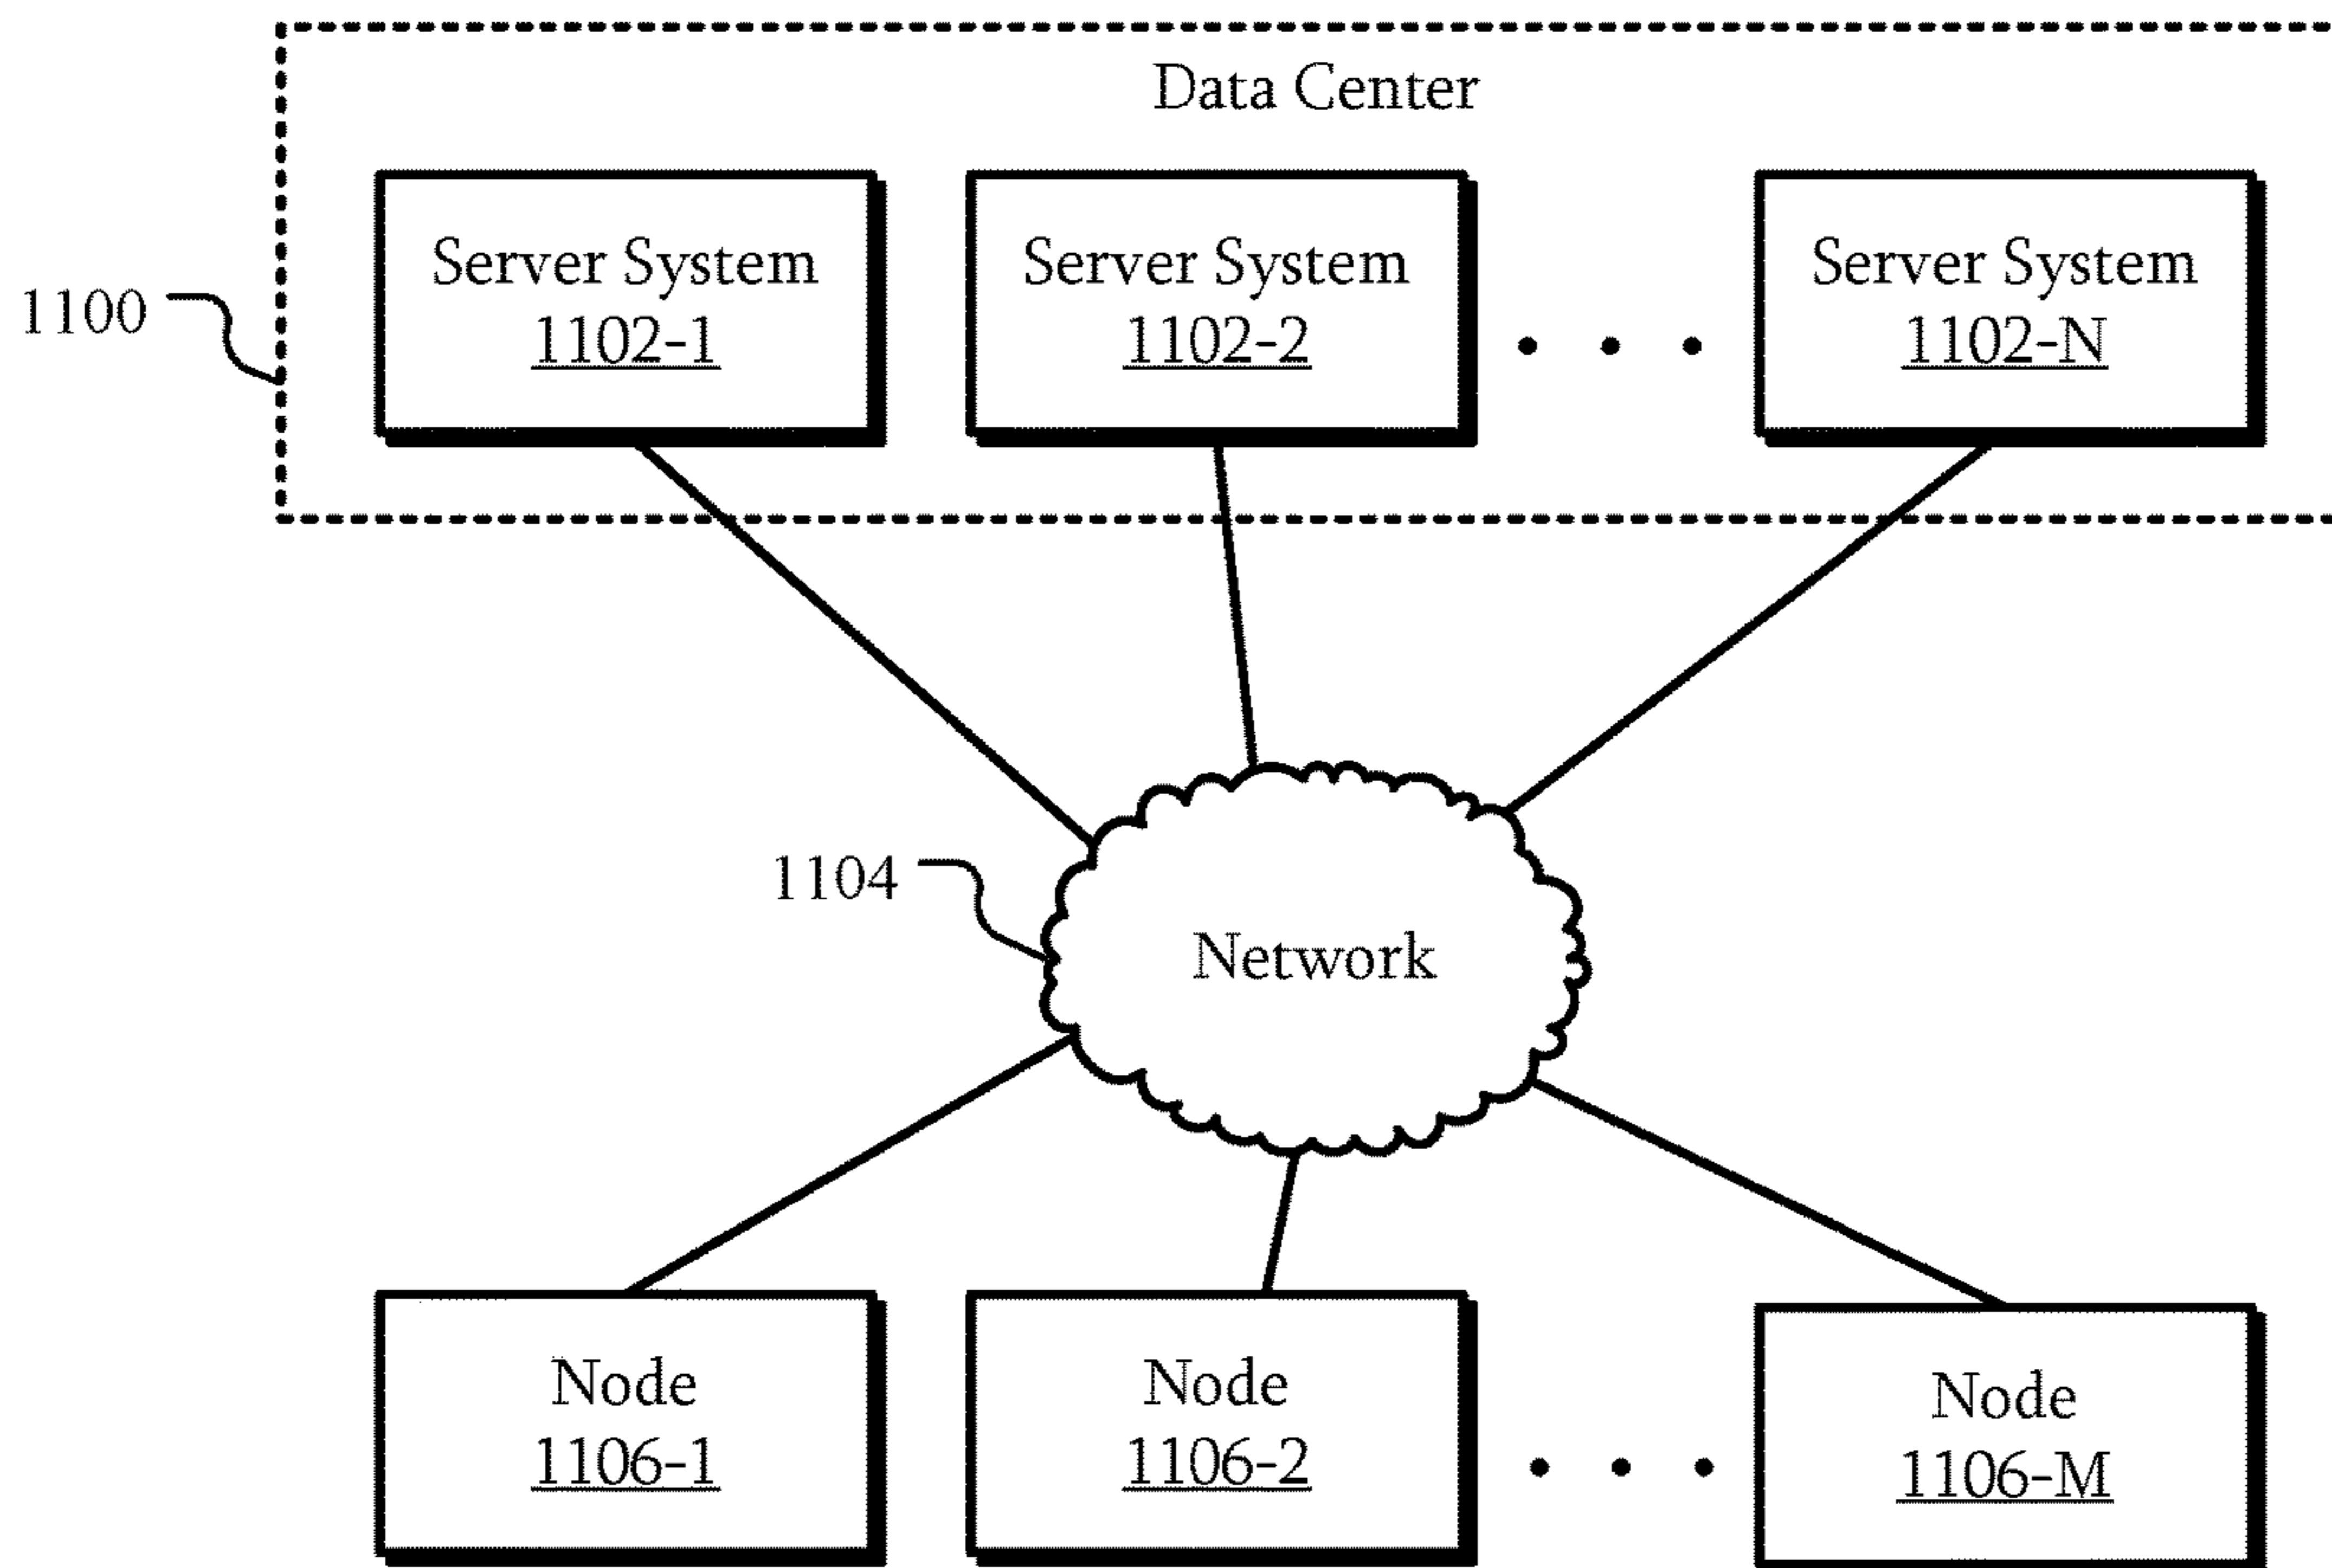 Data Center
Server System
1102-1
Server System
1102-2
Server System
1102-N
1100
1104
Network
Node
1106-1
Node
1106-2
Node
1106-M